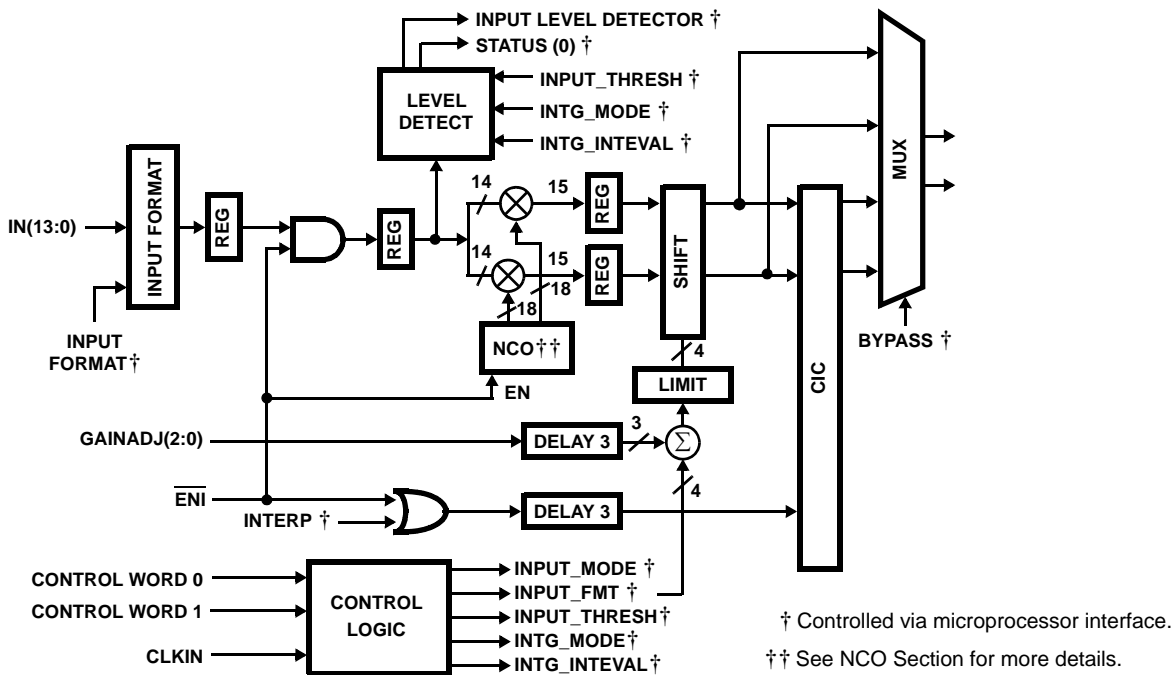 INPUT LEVEL DETECTOR †
STATUS (0) †
LEVEL
DETECT
INPUT_THRESH †
INTG_MODE †
INTG_INTEVAL †
IN(13:0)
INPUT FORMAT
REG
REG
14
14
15
15
18
18
REG
REG
SHIFT
MUX
INPUT
FORMAT†
NCO††
EN
4
LIMIT
BYPASS †
CIC
GAINADJ(2:0)
DELAY 3
3
Σ
4
ENI
INTERP †
DELAY 3
CONTROL WORD 0
CONTROL WORD 1
CLKIN
CONTROL
LOGIC
INPUT_MODE †
INPUT_FMT †
INPUT_THRESH†
INTG_MODE†
INTG_INTEVAL†
† Controlled via microprocessor interface.
†† See NCO Section for more details.